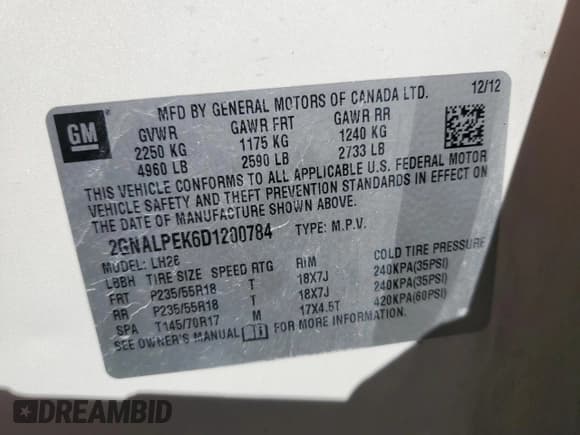 GM
MFD BY GENERAL MOTORS OF CANADA LTD. 12/12
GVWR GAWR FRT GAWR RR
2250 KG 1175 KG 1240 KG
4960 LB 2590 LB 2733 LB
THIS VEHICLE CONFORMS TO ALL APPLICABLE U.S. FEDERAL MOTOR
VEHICLE SAFETY AND THEFT PREVENTION STANDARDS IN EFFECT ON
THE DATE OF MANUFACTURE SHOWN ABOVE.
2GNALPEK6D1200784 TYPE: M.P.V.
MODEL: LH26
LBBH TIRE SIZE SPEED RTG RIM COLD TIRE PRESSURE
FRT P235/55R18 T 18X7J 240KPA(35PSI)
RR P235/55R18 T 18X7J 240KPA(35PSI)
SPA T145/70R17 M 17X4.5T 420KPA(60PSI)
SEE OWNER'S MANUAL FOR MORE INFORMATION.
DREAMBID